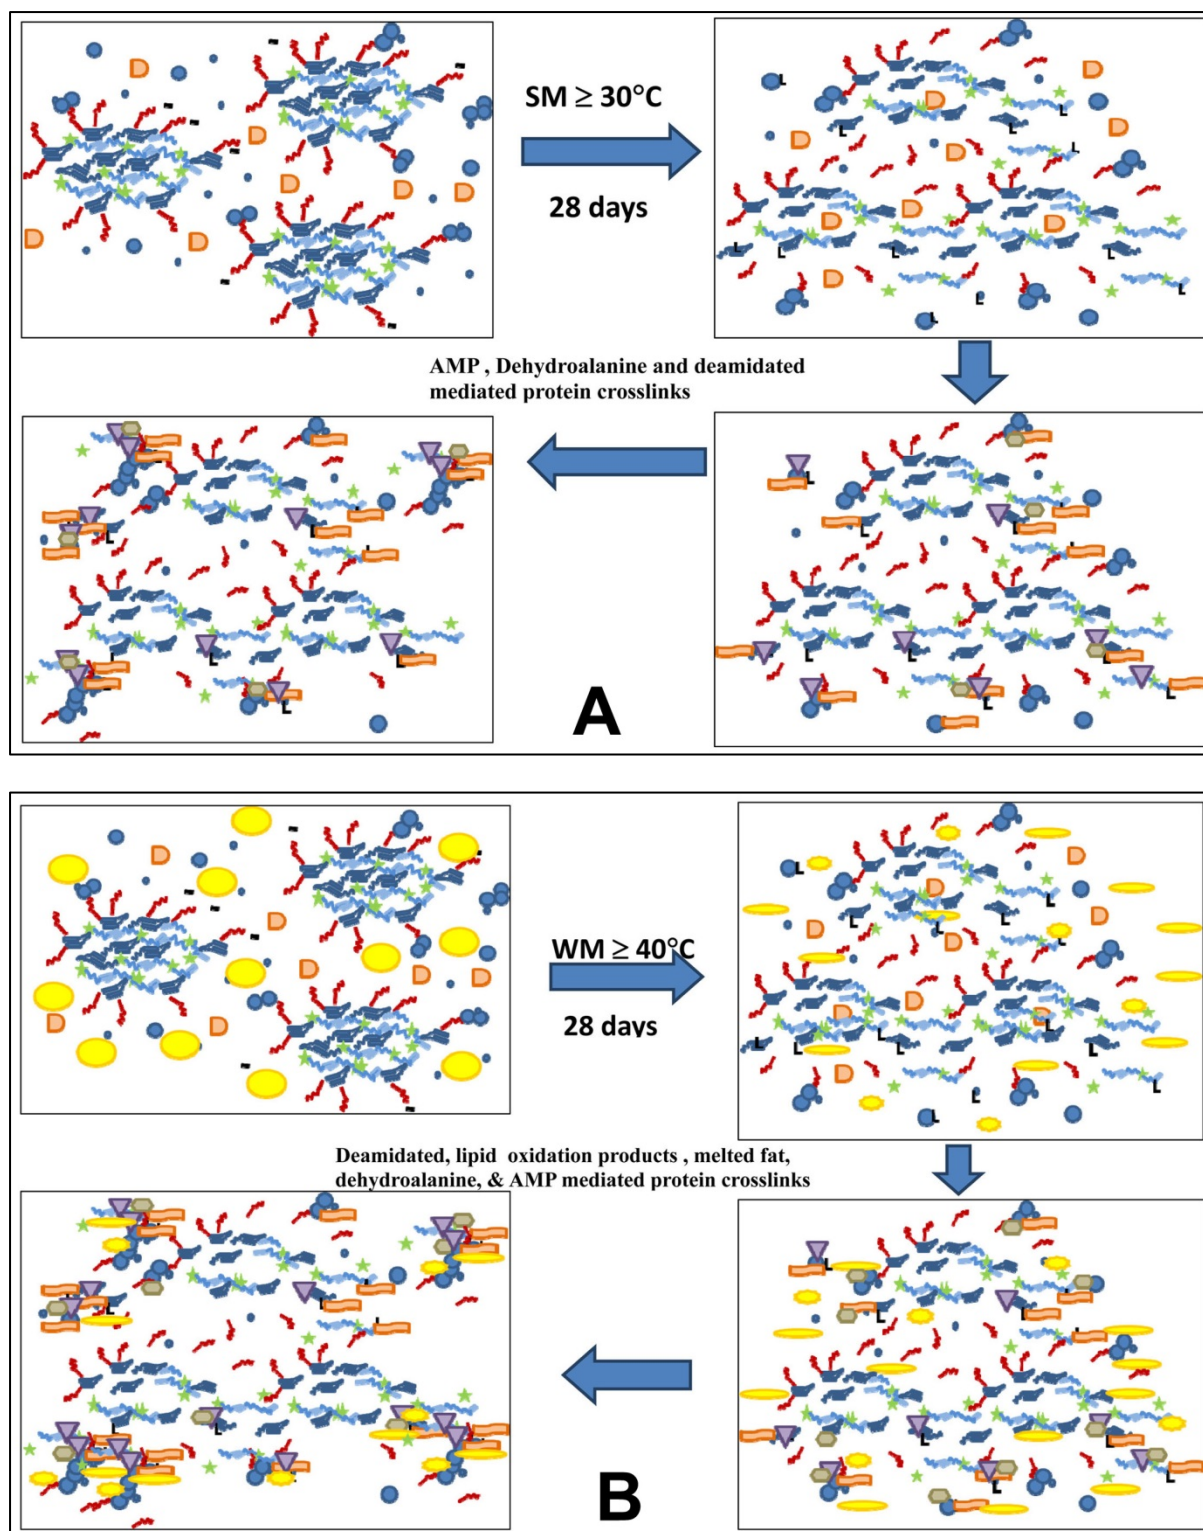 SM ≥ 30°C
28 days
AMP , Dehydroalanine and deamidated
mediated protein crosslinks
A
WM ≥ 40°C
28 days
Deamidated, lipid oxidation products , melted fat,
dehydroalanine, & AMP mediated protein crosslinks
B